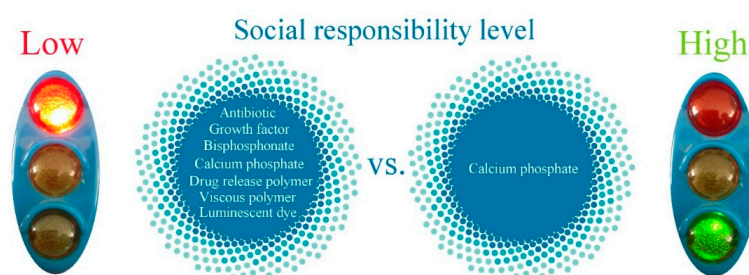 Social responsibility level
Low
High
Antibiotic
Growth factor
Bisphosphonate
Calcium phosphate
Drug release polymer
Viscous polymer
Luminescent dye
vs.
Calcium phosphate